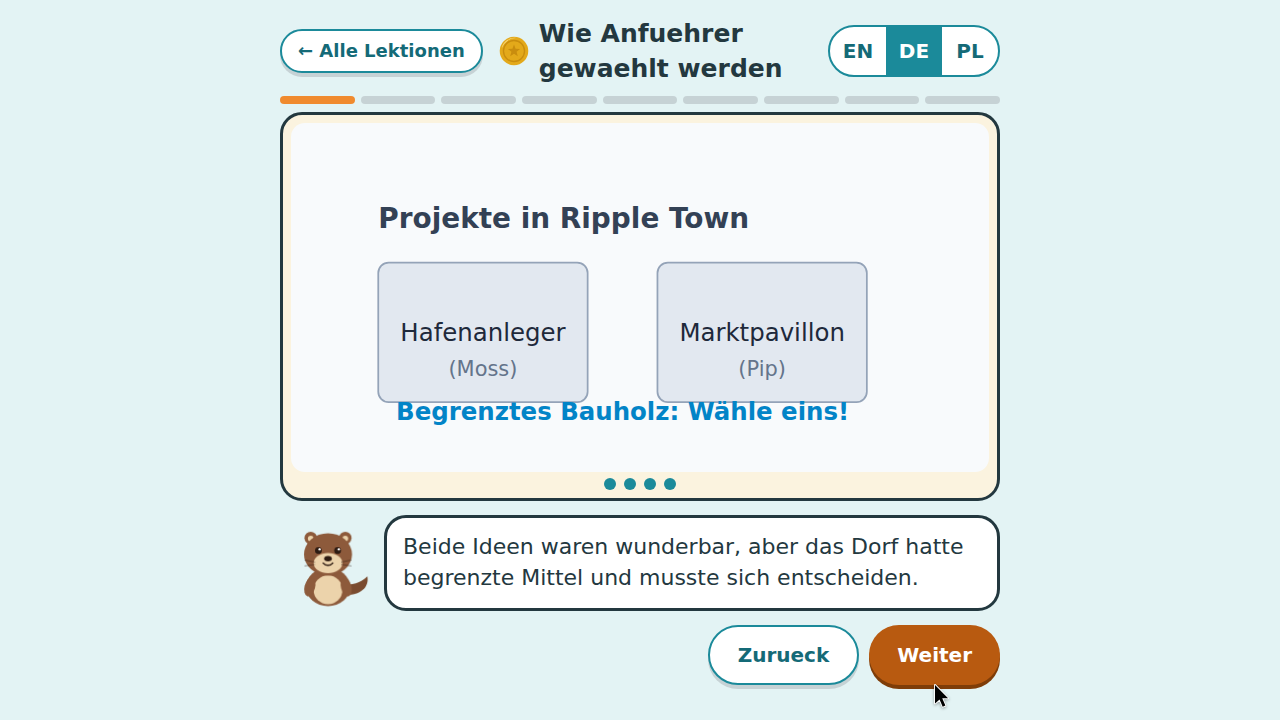 ← Alle Lektionen
Wie Anfuehrer
gewaehlt werden
EN DE PL
Projekte in Ripple Town
Hafenanleger
(Moss)
Marktpavillon
(Pip)
Begrenztes Bauholz: Wähle eins!
Beide Ideen waren wunderbar, aber das Dorf hatte
begrenzte Mittel und musste sich entscheiden.
Zurueck
Weiter